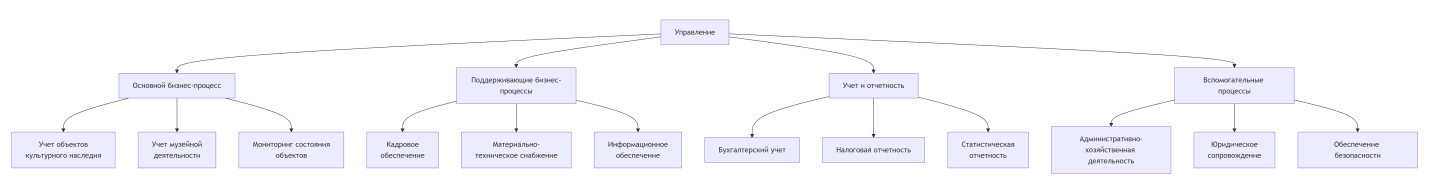 Управление
Основной бизнес-процесс
Поддерживающие бизнес-
процессы
Учет и отчетность
Вспомогательные
процессы
Учет объектов
культурного наследия
Учет музейной
деятельности
Мониторинг состояния
объектов
Кадровое
обеспечение
Материально-
техническое снабжение
Информационное
обеспечение
Бухгалтерский учет
Налоговая отчетность
Статистическая
отчетность
Административно-
хозяйственная
деятельность
Юридическое
сопровождение
Обеспечение
безопасности